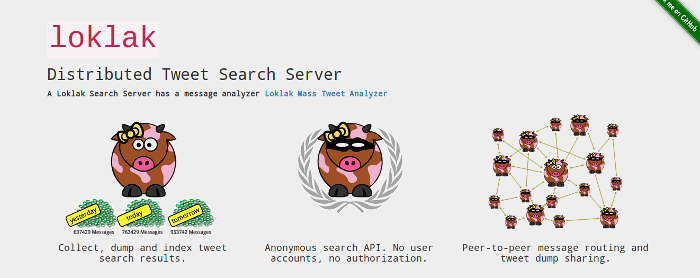 me on GitHub
loklak
Distributed Tweet Search Server
A Loklak Search Server has a message analyzer Loklak Mass Tweet Analyzer
yesterday today tomorrow
637429 Messages 763429 Messages 953742 Messages
Collect, dump and index tweet
search results.
Anonymous search API. No user
accounts, no authorization.
Peer-to-peer message routing and
tweet dump sharing.